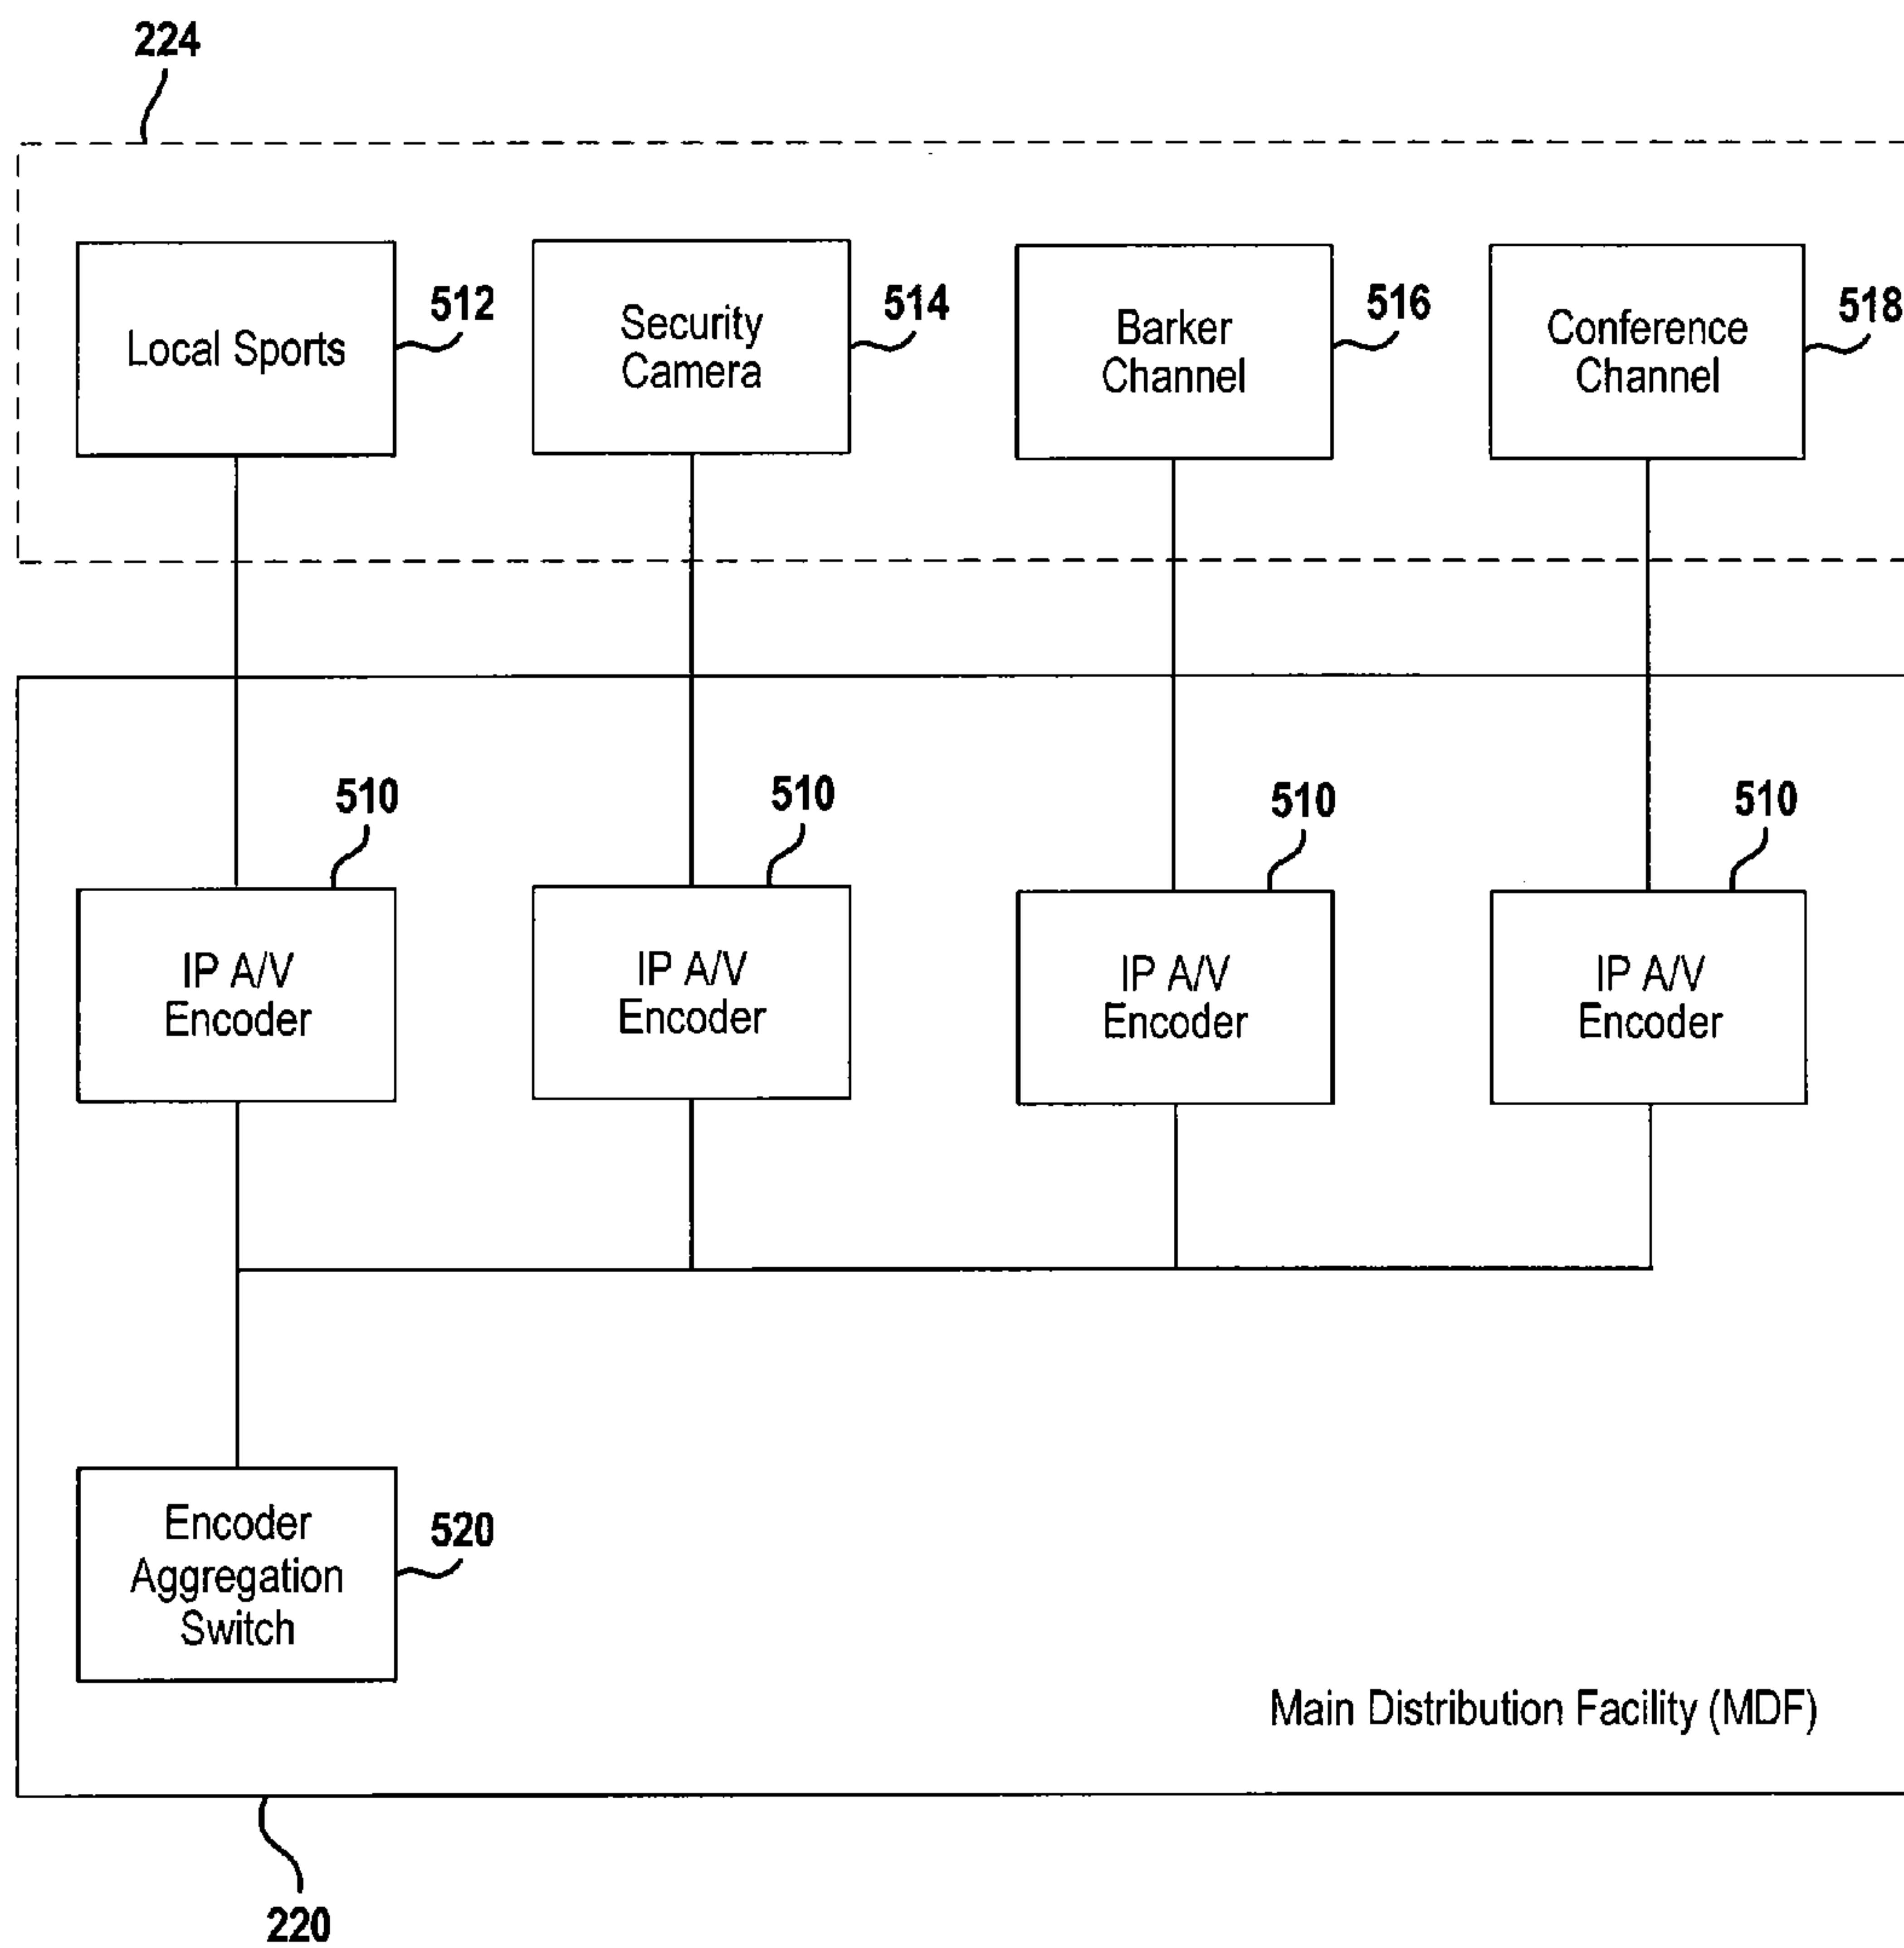 224
Local Sports
512
Security
Camera
514
Barker
Channel
516
Conference
Channel
518
510
510
510
510
IP A/V
Encoder
IP A/V
Encoder
IP A/V
Encoder
IP A/V
Encoder
Encoder
Aggregation
Switch
520
Main Distribution Facility (MDF)
220